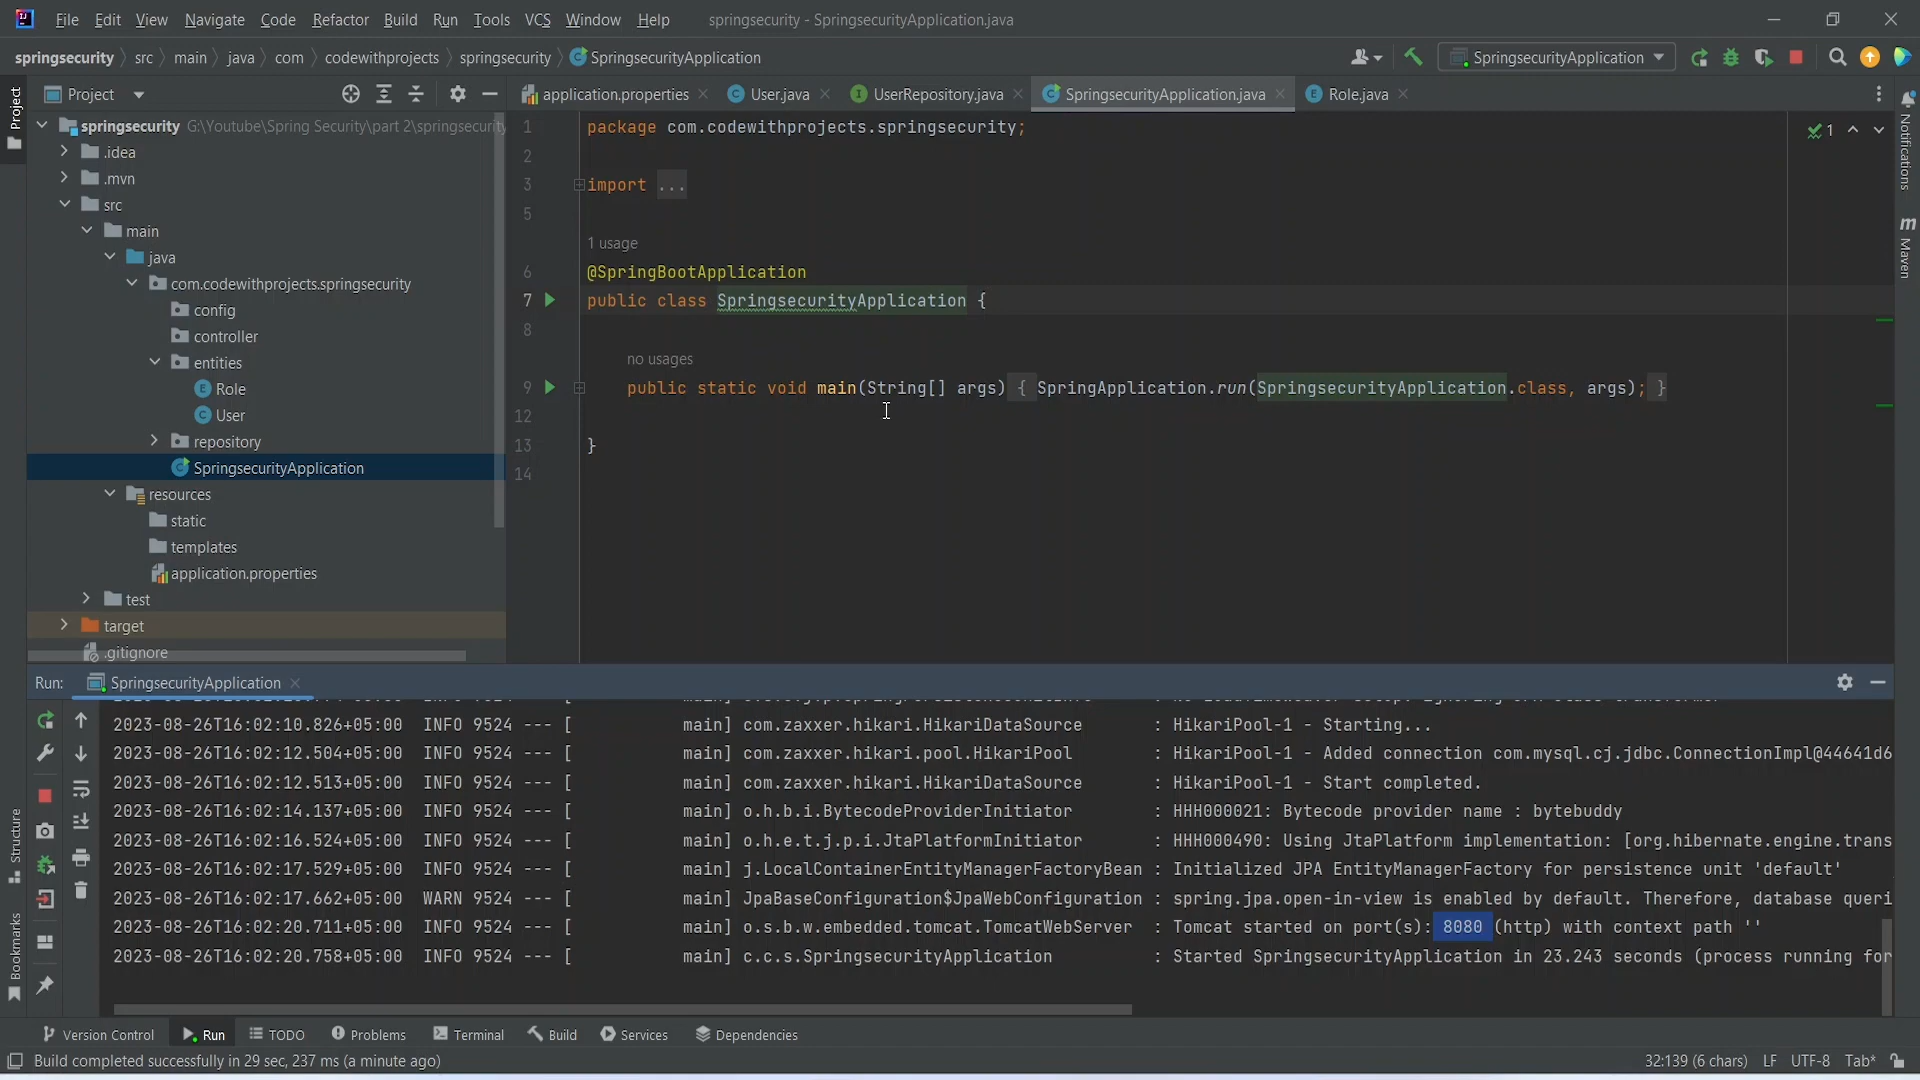 File Edit View Navigate Code Refactor Build Run Tools VCS Window Help springsecurity - SpringsecurityApplication.java
springsecurity src main java com codewithprojects springsecurity SpringsecurityApplication
SpringsecurityApplication
Project
application.properties User.java UserRepository.java SpringsecurityApplication.java Role.java
Project
Notifications
Maven
Structure
Bookmarks
springsecurity G:\Youtube\Spring Security\part 2\springsecurity
.idea
.mvn
src
main
java
com.codewithprojects.springsecurity
config
controller
entities
Role
User
repository
SpringsecurityApplication
resources
static
templates
application.properties
test
target
.gitignore
1 package com.codewithprojects.springsecurity;
1
2
3 import ...
5
1 usage
6 @SpringBootApplication
7 public class SpringsecurityApplication {
8
no usages
9 public static void main(String[] args) { SpringApplication.run(SpringsecurityApplication.class, args); }
12
13 }
14
Run: SpringsecurityApplication
2023-08-26T16:02:10.826+05:00 INFO 9524 --- [ main] com.zaxxer.hikari.HikariDataSource : HikariPool-1 - Starting...
2023-08-26T16:02:12.504+05:00 INFO 9524 --- [ main] com.zaxxer.hikari.pool.HikariPool : HikariPool-1 - Added connection com.mysql.cj.jdbc.ConnectionImpl@44641d6
2023-08-26T16:02:12.513+05:00 INFO 9524 --- [ main] com.zaxxer.hikari.HikariDataSource : HikariPool-1 - Start completed.
2023-08-26T16:02:14.137+05:00 INFO 9524 --- [ main] o.h.b.i.BytecodeProviderInitiator : HHH000021: Bytecode provider name : bytebuddy
2023-08-26T16:02:16.524+05:00 INFO 9524 --- [ main] o.h.e.t.j.p.i.JtaPlatformInitiator : HHH000490: Using JtaPlatform implementation: [org.hibernate.engine.trans
2023-08-26T16:02:17.529+05:00 INFO 9524 --- [ main] j.LocalContainerEntityManagerFactoryBean : Initialized JPA EntityManagerFactory for persistence unit 'default'
2023-08-26T16:02:17.662+05:00 WARN 9524 --- [ main] JpaBaseConfiguration$JpaWebConfiguration : spring.jpa.open-in-view is enabled by default. Therefore, database queri
2023-08-26T16:02:20.711+05:00 INFO 9524 --- [ main] o.s.b.w.embedded.tomcat.TomcatWebServer : Tomcat started on port(s): 8080 (http) with context path ''
2023-08-26T16:02:20.758+05:00 INFO 9524 --- [ main] c.c.s.SpringsecurityApplication : Started SpringsecurityApplication in 23.243 seconds (process running for
Version Control Run TODO Problems Terminal Build Services Dependencies
Build completed successfully in 29 sec, 237 ms (a minute ago) 32:139 (6 chars) LF UTF-8 Tab*